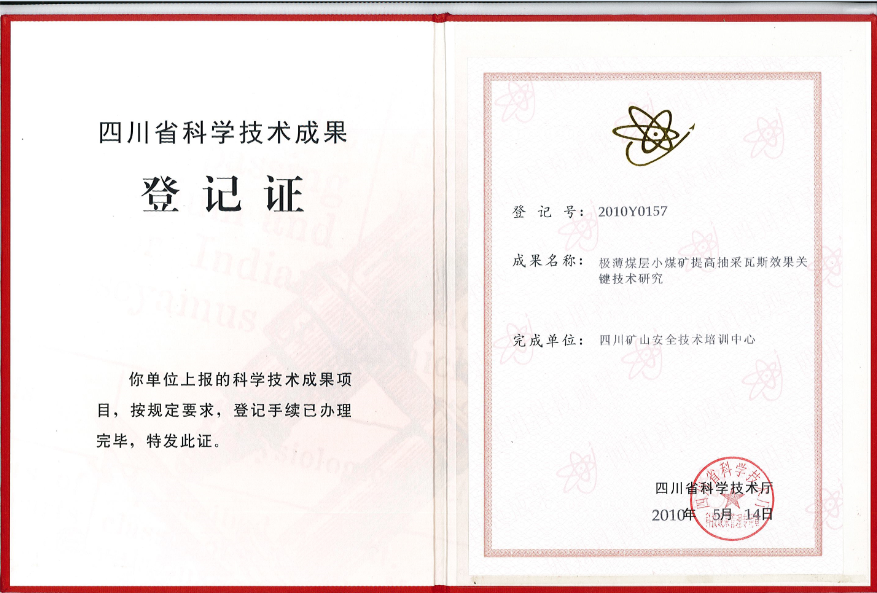 四川省科学技术成果
登记证
你单位上报的科学技术成果项
目，按规定要求，登记手续已办理
完毕，特发此证。
登 记 号： 2010Y0157
成果名称： 极薄煤层小煤矿提高抽采瓦斯效果关
键技术研究
完成单位： 四川矿山安全技术培训中心
四川省科学技术厅
2010年 5月 14日